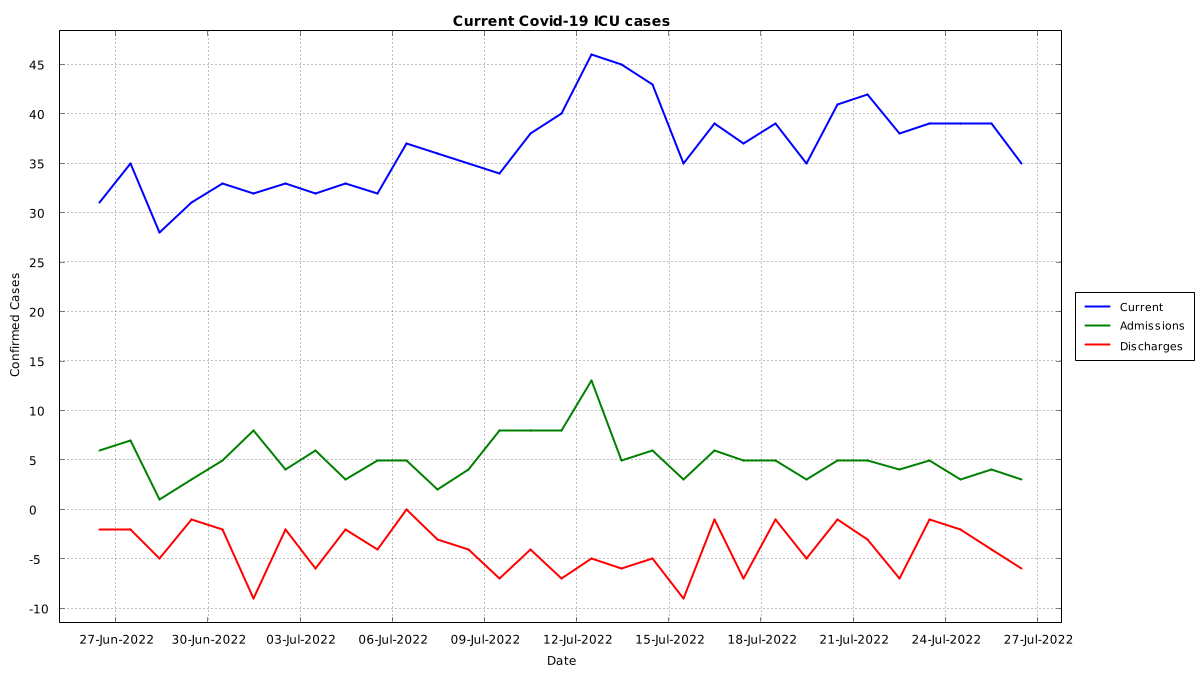 Current Covid-19 ICU cases
45
40
35
30
25
20
15
10
5
0
-5
-10
Confirmed Cases
27-Jun-2022 30-Jun-2022 03-Jul-2022 06-Jul-2022 09-Jul-2022 12-Jul-2022 15-Jul-2022 18-Jul-2022 21-Jul-2022 24-Jul-2022 27-Jul-2022
Date
Current
Admissions
Discharges